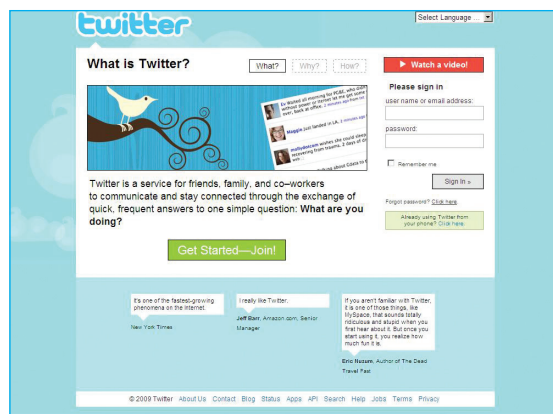 twitter
Select Language ...
What is Twitter?
What?
Why?
How?
Watch a video!
Please sign in
user name or email address:
password:
Remember me
Sign In »
Forgot password? Click here
Already using Twitter from
your phone? Click here.
Maggie just landed in LA.
Twitter is a service for friends, family, and co–workers
to communicate and stay connected through the exchange of
quick, frequent answers to one simple question: What are you
doing?
Get Started—Join!
It's one of the fastest-growing
phenomena on the Internet.
New York Times
I really like Twitter.
Jeff Barr, Amazon.com, Senior
Manager
If you aren't familiar with Twitter,
it is one of those things, like
MySpace, that sounds totally
ridiculous and stupid when you
first hear about it. But once you
start using it, you realize how
much fun it is.
Eric Nuzum, Author of The Dead
Travel Fast
© 2009 Twitter About Us Contact Blog Status Apps API Search Help Jobs Terms Privacy